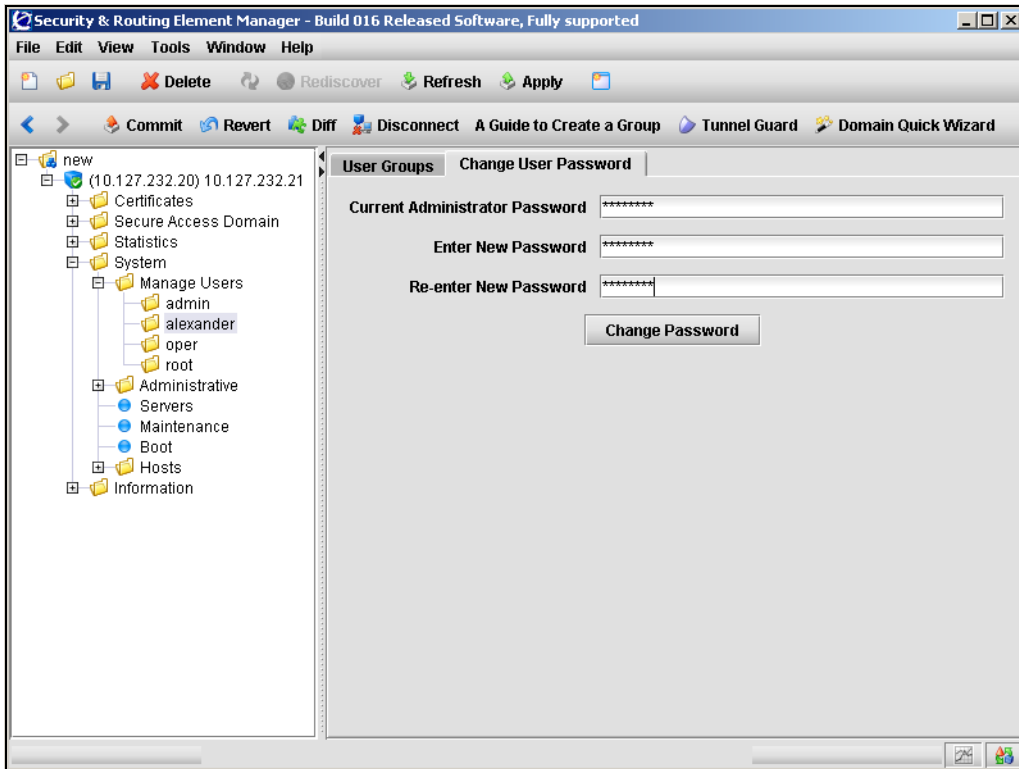 Security & Routing Element Manager - Build 016 Released Software, Fully supported
File Edit View Tools Window Help
Delete Rediscover Refresh Apply
Commit Revert Diff Disconnect A Guide to Create a Group Tunnel Guard Domain Quick Wizard
new
(10.127.232.20) 10.127.232.21
Certificates
Secure Access Domain
Statistics
System
Manage Users
admin
alexander
oper
root
Administrative
Servers
Maintenance
Boot
Hosts
Information
User Groups Change User Password
Current Administrator Password ********
Enter New Password ********
Re-enter New Password ********
Change Password